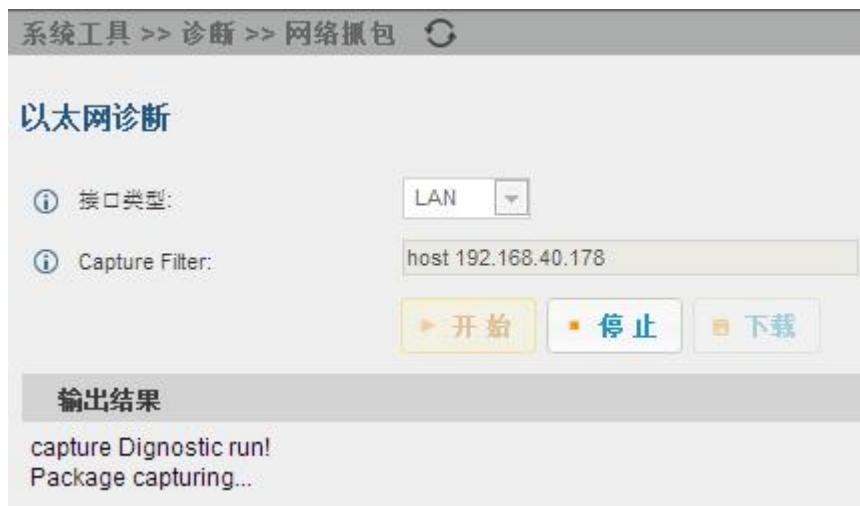 系统工具 >> 诊断 >> 网络抓包
以太网诊断
接口类型: LAN
Capture Filter: host 192.168.40.178
开始 停止 下载
输出结果
capture Dignostic run!
Package capturing...